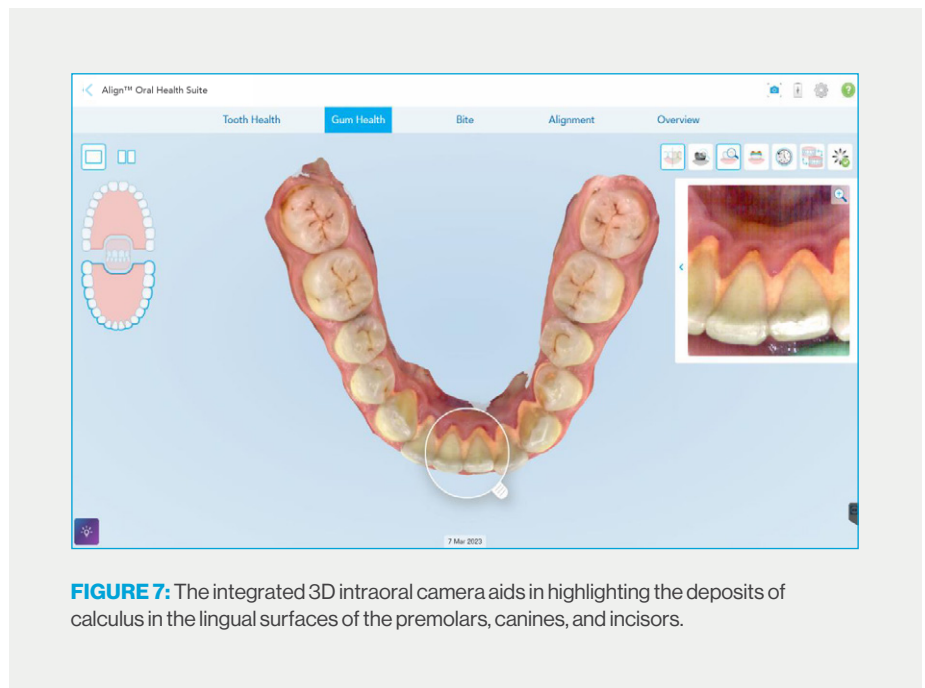 Align™ Oral Health Suite
Tooth Health
Gum Health
Bite
Alignment
Overview
7 Mar 2023
FIGURE 7: The integrated 3D intraoral camera aids in highlighting the deposits of
calculus in the lingual surfaces of the premolars, canines, and incisors.